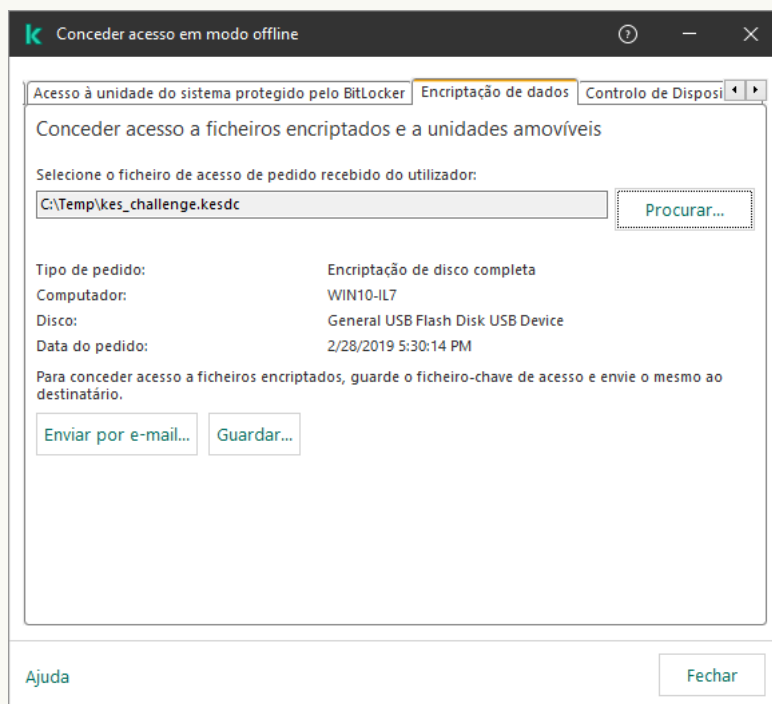 Conceder acesso em modo offline
Acesso à unidade do sistema protegido pelo BitLocker
Encriptação de dados
Controlo de Disposi
Conceder acesso a ficheiros encriptados e a unidades amovíveis
Selecione o ficheiro de acesso de pedido recebido do utilizador:
C:\Temp\kes_challenge.kesdc
Procurar...
Tipo de pedido: Encriptação de disco completa
Computador: WIN10-IL7
Disco: General USB Flash Disk USB Device
Data do pedido: 2/28/2019 5:30:14 PM
Para conceder acesso a ficheiros encriptados, guarde o ficheiro-chave de acesso e envie o mesmo ao
destinatário.
Enviar por e-mail... Guardar...
Ajuda
Fechar